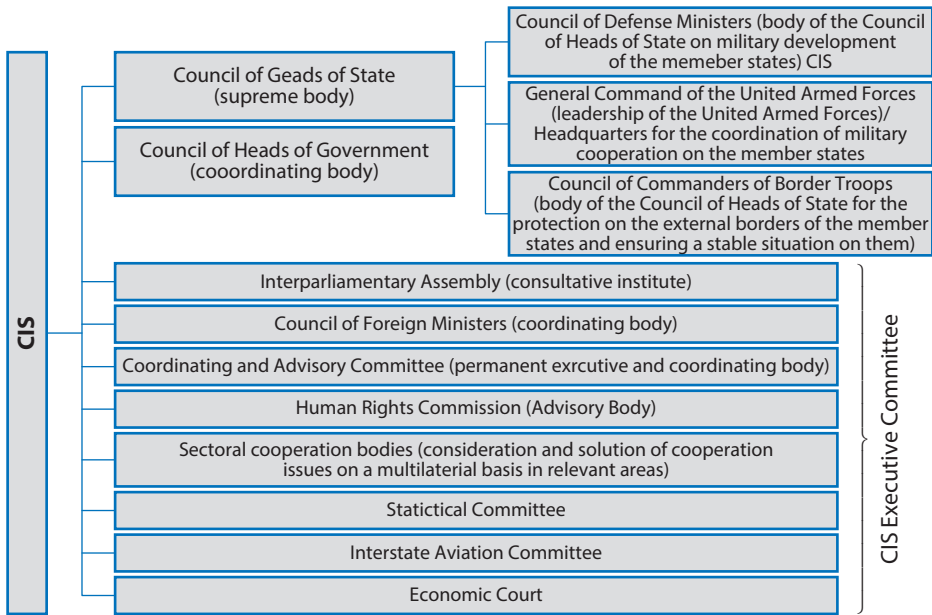 CIS
Council of Geads of State
(supreme body)
Council of Heads of Government
(cooordinating body)
Council of Defense Ministers (body of the Council
of Heads of State on military development
of the memeber states) CIS
General Command of the United Armed Forces
(leadership of the United Armed Forces)/
Headquarters for the coordination of military
cooperation on the member states
Council of Commanders of Border Troops
(body of the Council of Heads of State for the
protection on the external borders of the member
states and ensuring a stable situation on them)
Interparliamentary Assembly (consultative institute)
Council of Foreign Ministers (coordinating body)
Coordinating and Advisory Committee (permanent exrcutive and coordinating body)
Human Rights Commission (Advisory Body)
Sectoral cooperation bodies (consideration and solution of cooperation
issues on a multilaterial basis in relevant areas)
Statictical Committee
Interstate Aviation Committee
Economic Court
CIS Executive Committee